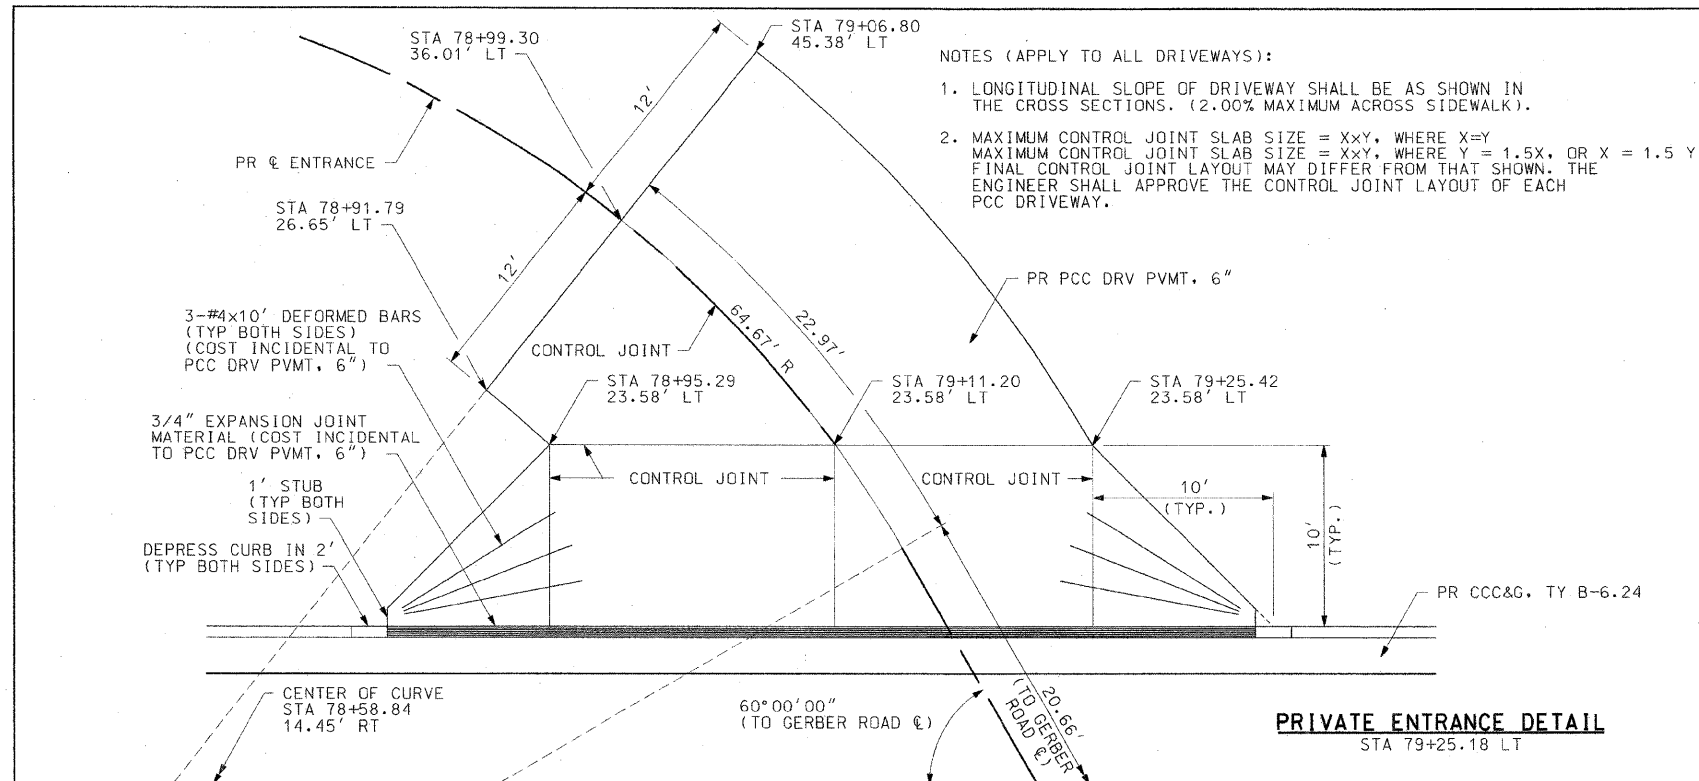 STA 78+99.30
36.01' LT
STA 79+06.80
45.38' LT
NOTES (APPLY TO ALL DRIVEWAYS):
1. LONGITUDINAL SLOPE OF DRIVEWAY SHALL BE AS SHOWN IN
THE CROSS SECTIONS. (2.00% MAXIMUM ACROSS SIDEWALK).
2. MAXIMUM CONTROL JOINT SLAB SIZE = XxY, WHERE X=Y
MAXIMUM CONTROL JOINT SLAB SIZE = XxY, WHERE Y = 1.5X, OR X = 1.5 Y
FINAL CONTROL JOINT LAYOUT MAY DIFFER FROM THAT SHOWN. THE
ENGINEER SHALL APPROVE THE CONTROL JOINT LAYOUT OF EACH
PCC DRIVEWAY.
12'
PR ℄ ENTRANCE
STA 78+91.79
26.65' LT
12'
PR PCC DRV PVMT, 6"
3-#4x10' DEFORMED BARS
(TYP BOTH SIDES)
(COST INCIDENTAL TO
PCC DRV PVMT, 6")
CONTROL JOINT
64.67' R
22.97'
STA 78+95.29
23.58' LT
STA 79+11.20
23.58' LT
STA 79+25.42
23.58' LT
3/4" EXPANSION JOINT
MATERIAL (COST INCIDENTAL
TO PCC DRV PVMT, 6")
CONTROL JOINT
CONTROL JOINT
1' STUB
(TYP BOTH
SIDES)
10'
(TYP.)
10'
(TYP.)
DEPRESS CURB IN 2'
(TYP BOTH SIDES)
PR CCC&G, TY B-6.24
CENTER OF CURVE
STA 78+58.84
14.45' RT
60°00'00"
(TO GERBER ROAD ℄)
20.66'
(TO GERBER
ROAD ℄)
PRIVATE ENTRANCE DETAIL
STA 79+25.18 LT